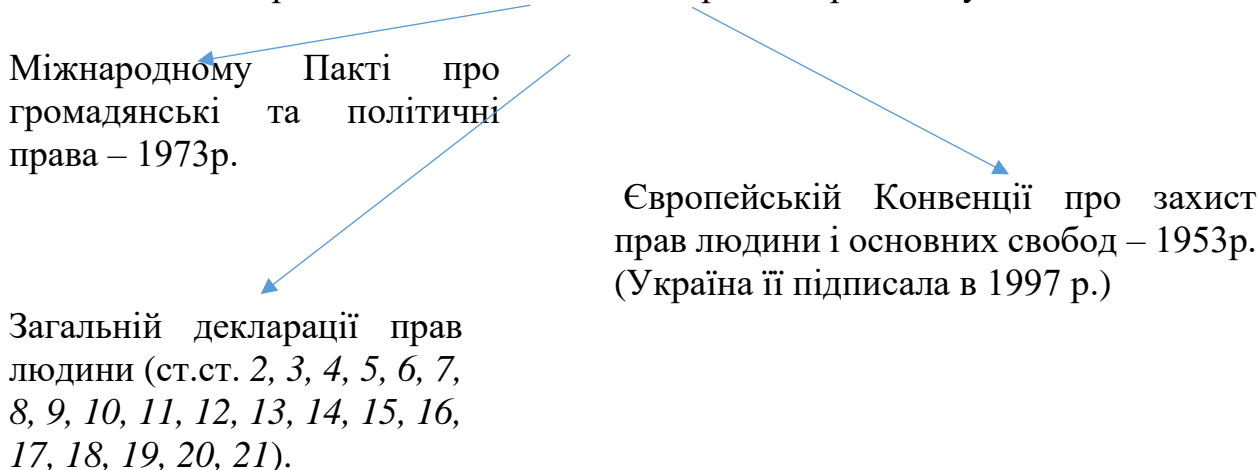 Міжнародному Пакті про
громадянські та політичні
права – 1973р.
Європейській Конвенції про захист
прав людини і основних свобод – 1953р.
(Україна її підписала в 1997 р.)
Загальній декларації прав
людини (ст.ст. 2, 3, 4, 5, 6, 7,
8, 9, 10, 11, 12, 13, 14, 15, 16,
17, 18, 19, 20, 21).